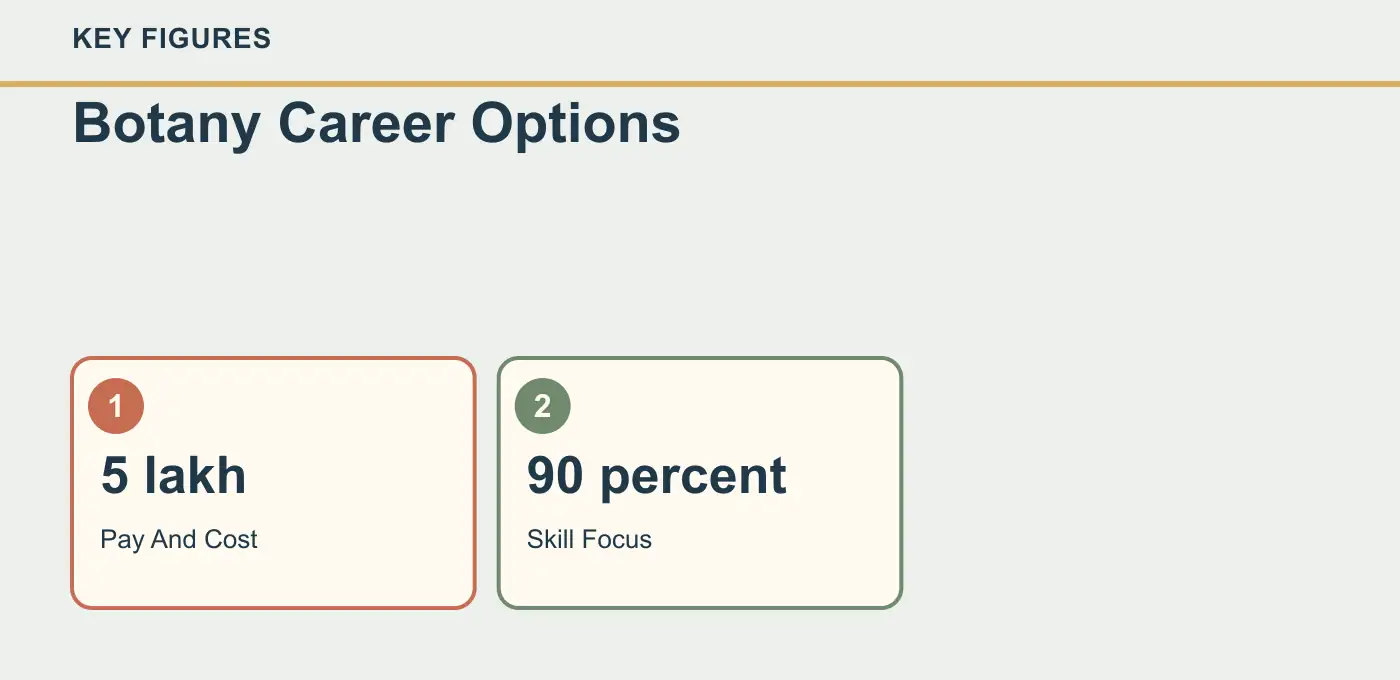 KEY FIGURES
Botany Career Options
1
5 lakh
Pay And Cost
2
90 percent
Skill Focus